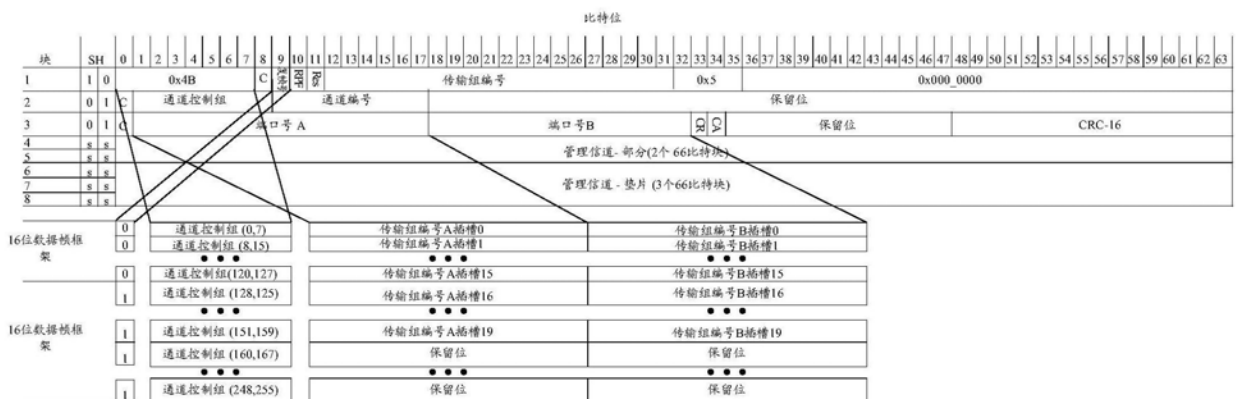 比特位
块 SH 0 1 2 3 4 5 6 7 8 9 10 11 12 13 14 15 16 17 18 19 20 21 22 23 24 25 26 27 28 29 30 31 32 33 34 35 36 37 38 39 40 41 42 43 44 45 46 47 48 49 50 51 52 53 54 55 56 57 58 59 60 61 62 63
1 1 0 0x4B C 复帧号 RPF Res 传输组编号 0x5 0x000_0000
2 0 1 C 通道控制组 通道编号 保留位
3 0 1 C 端口号 A 端口号B CR CA 保留位 CRC-16
4 s s 管理信道- 部分(2个 66比特块)
5 s s
6 s s
7 s s 管理信道 - 垫片 (3个66比特块)
8 s s
16位数据帧框架
0 通道控制组 (0,7) 传输组编号A插槽0 传输组编号B插槽0
0 通道控制组 (8,15) 传输组编号A插槽1 传输组编号B插槽1
0 通道控制组(120,127) 传输组编号A插槽15 传输组编号B插槽15
1 通道控制组 (128,125) 传输组编号A插槽16 传输组编号B插槽16
16位数据帧框架
1 通道控制组 (151,159) 传输组编号A插槽19 传输组编号B插槽19
1 通道控制组 (160,167) 保留位 保留位
1 通道控制组 (248,255) 保留位 保留位